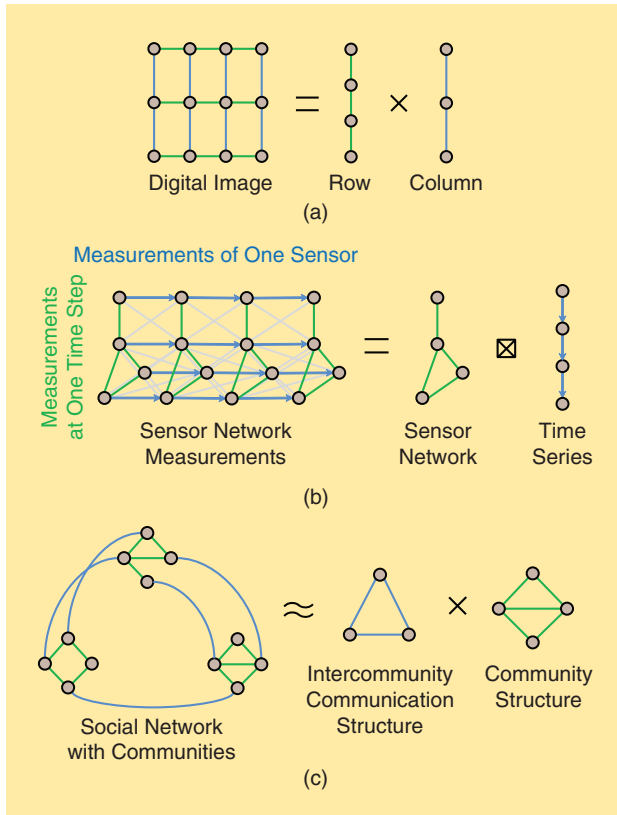 Digital Image
Row
Column
(a)
Measurements of One Sensor
Measurements
at One Time Step
Sensor Network
Measurements
Sensor
Network
Time
Series
(b)
Social Network
with Communities
Intercommunity
Communication
Structure
Community
Structure
(c)